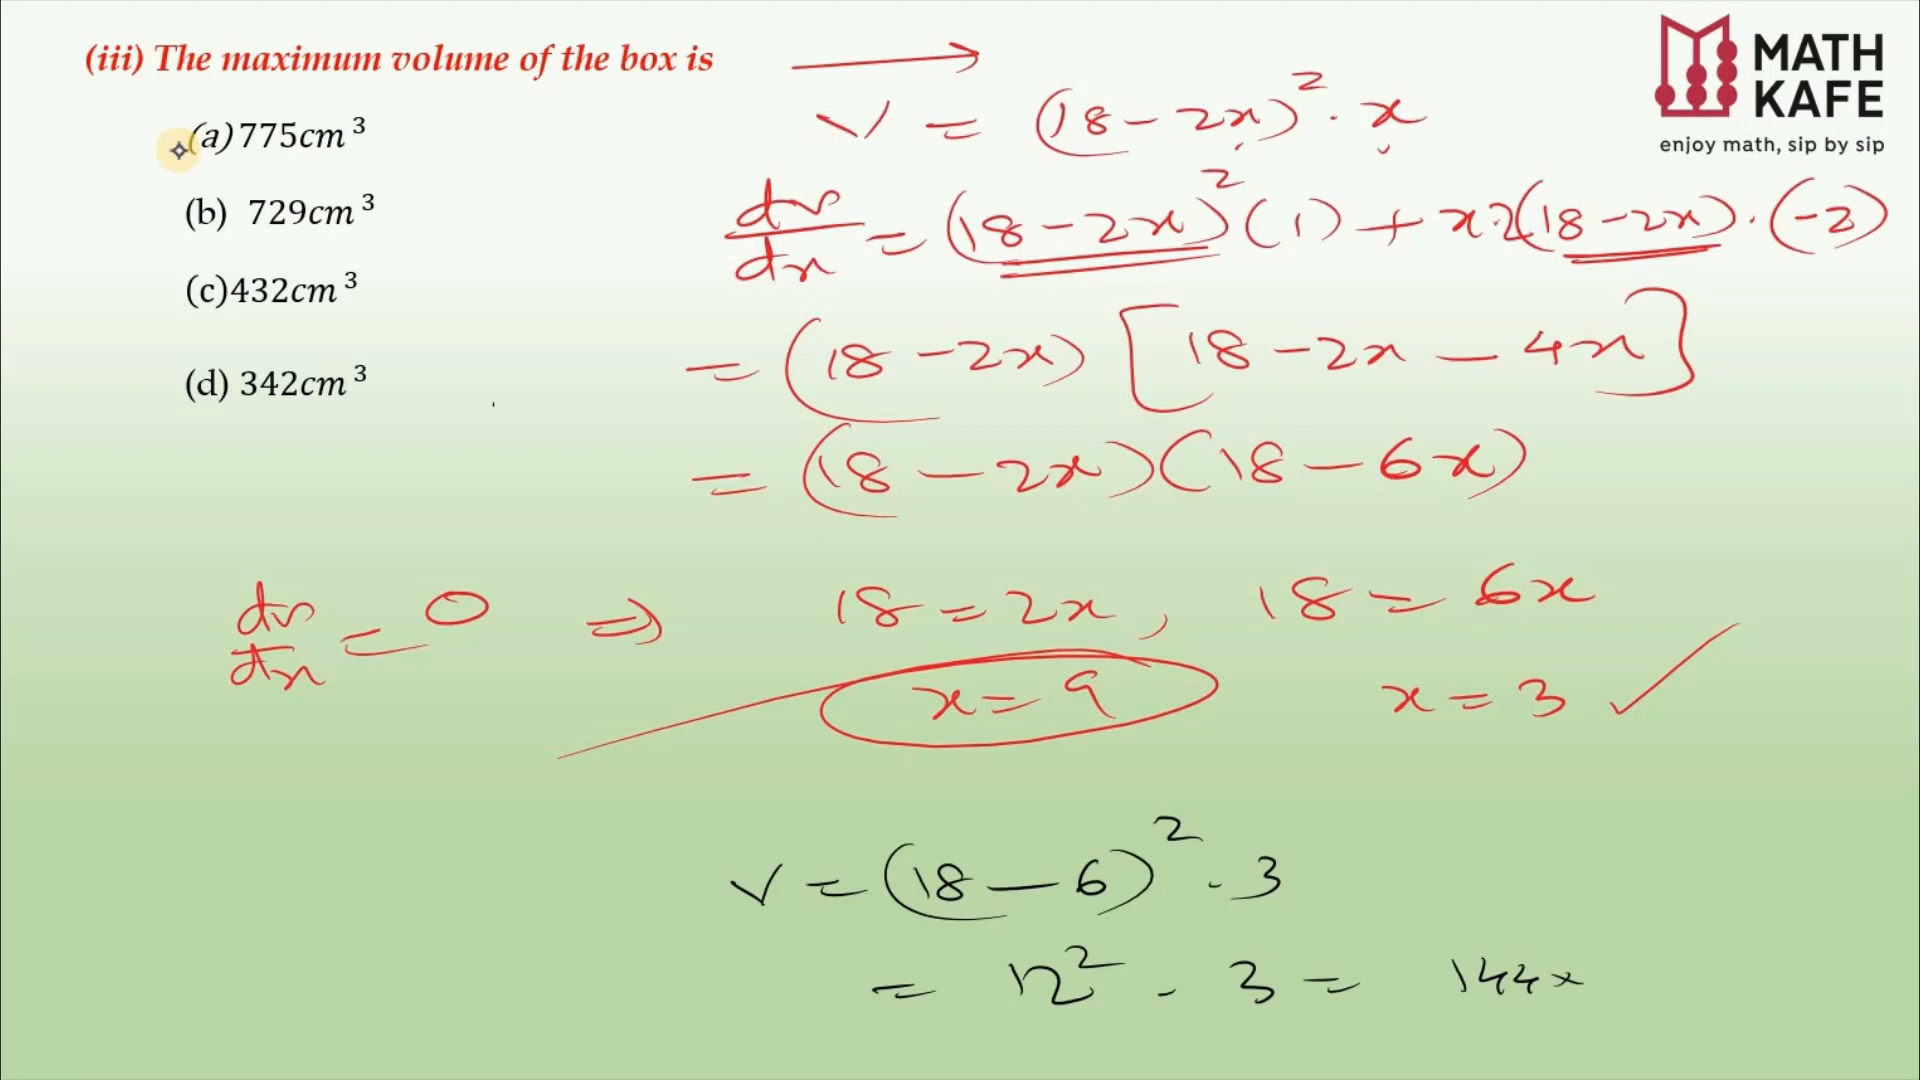 (iii) The maximum volume of the box is
MATH
KAFE
enjoy math, sip by sip
(a) 775cm³
(b) 729cm³
(c)432cm³
(d) 342cm³
V = (18-2x)² · x
dv/dx = (18-2x)² (1) + x·2(18-2x) · (-2)
= (18-2x) [18-2x-4x]
= (18-2x)(18-6x)
dv/dx = 0 ⇒ 18=2x, 18=6x
x=9 x=3 ✓
V = (18-6)² · 3
= 12² · 3 = 144×